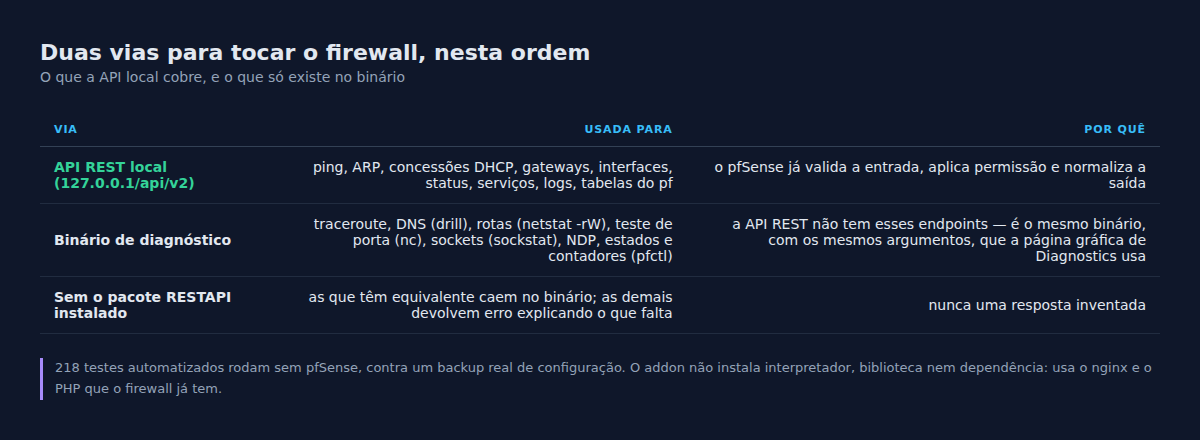 Duas vias para tocar o firewall, nesta ordem
O que a API local cobre, e o que só existe no binário
VIA
USADA PARA
POR QUÊ
API REST local
(127.0.0.1/api/v2)
ping, ARP, concessões DHCP, gateways, interfaces,
status, serviços, logs, tabelas do pf
o pfSense já valida a entrada, aplica permissão e normaliza a
saída
Binário de diagnóstico
traceroute, DNS (drill), rotas (netstat -rW), teste de
porta (nc), sockets (sockstat), NDP, estados e
contadores (pfctl)
a API REST não tem esses endpoints — é o mesmo binário,
com os mesmos argumentos, que a página gráfica de
Diagnostics usa
Sem o pacote RESTAPI
instalado
as que têm equivalente caem no binário; as demais
devolvem erro explicando o que falta
nunca uma resposta inventada
218 testes automatizados rodam sem pfSense, contra um backup real de configuração. O addon não instala interpretador, biblioteca nem dependência: usa o nginx e o
PHP que o firewall já tem.